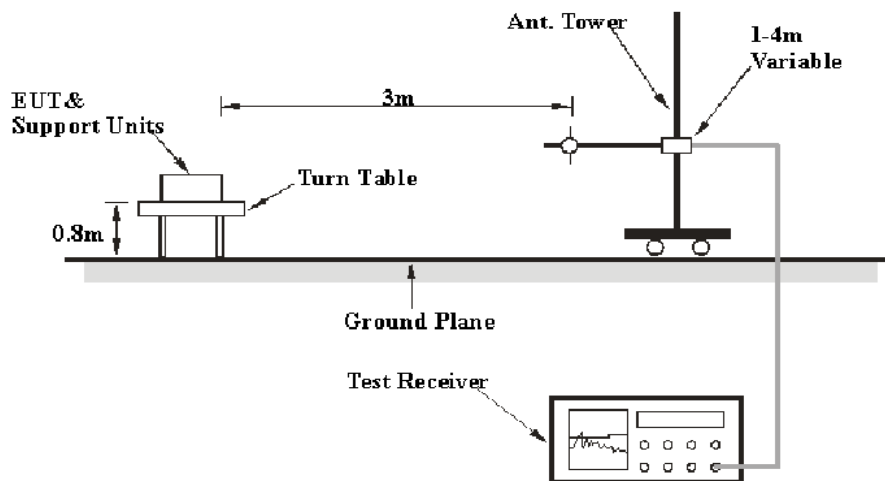 Ant. Tower
1-4m
Variable
3m
EUT&
Support Units
Turn Table
0.8m
Ground Plane
Test Receiver